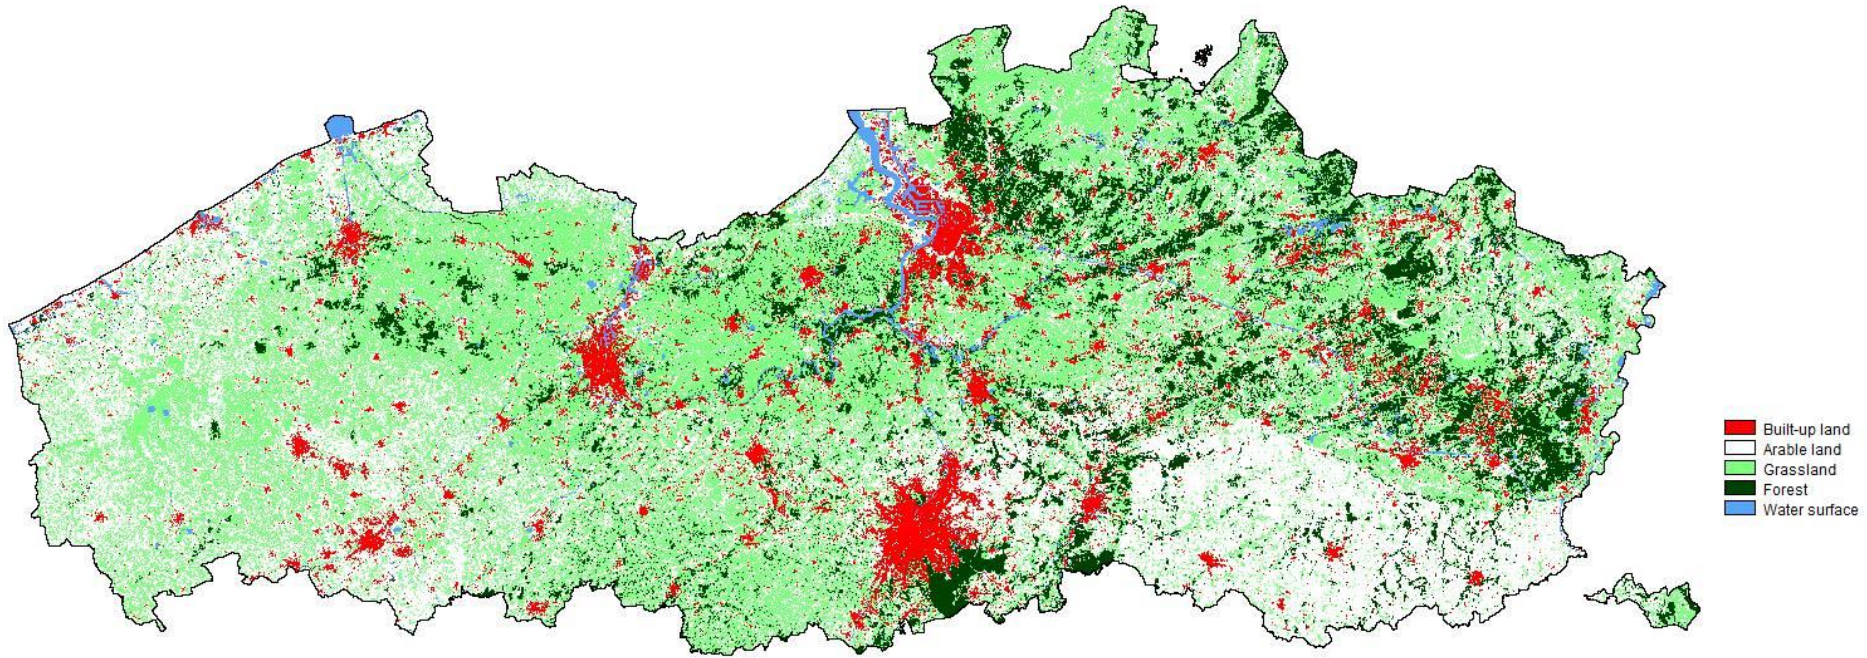 Built-up land
Arable land
Grassland
Forest
Water surface